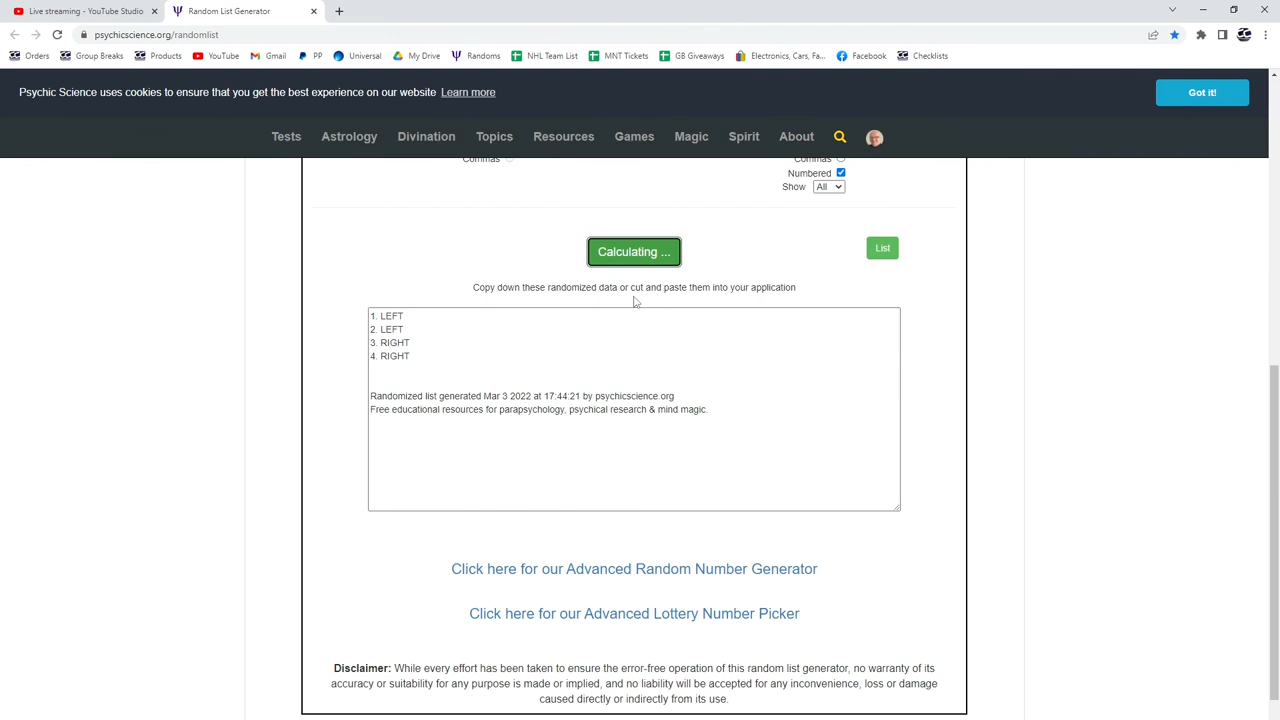 Live streaming - YouTube Studio
Random List Generator
psychicscience.org/randomlist
Orders
Group Breaks
Products
YouTube
Gmail
PP
Universal
My Drive
Randoms
NHL Team List
MNT Tickets
GB Giveaways
Electronics, Cars, Fa...
Facebook
Checklists
Psychic Science uses cookies to ensure that you get the best experience on our website Learn more
Got it!
Tests
Astrology
Divination
Topics
Resources
Games
Magic
Spirit
About
Commas
Commas
Numbered
Show All
Calculating ...
List
Copy down these randomized data or cut and paste them into your application
1. LEFT
2. LEFT
3. RIGHT
4. RIGHT
Randomized list generated Mar 3 2022 at 17:44:21 by psychicscience.org
Free educational resources for parapsychology, psychical research & mind magic.
Click here for our Advanced Random Number Generator
Click here for our Advanced Lottery Number Picker
Disclaimer: While every effort has been taken to ensure the error-free operation of this random list generator, no warranty of its
accuracy or suitability for any purpose is made or implied, and no liability will be accepted for any inconvenience, loss or damage
caused directly or indirectly from its use.